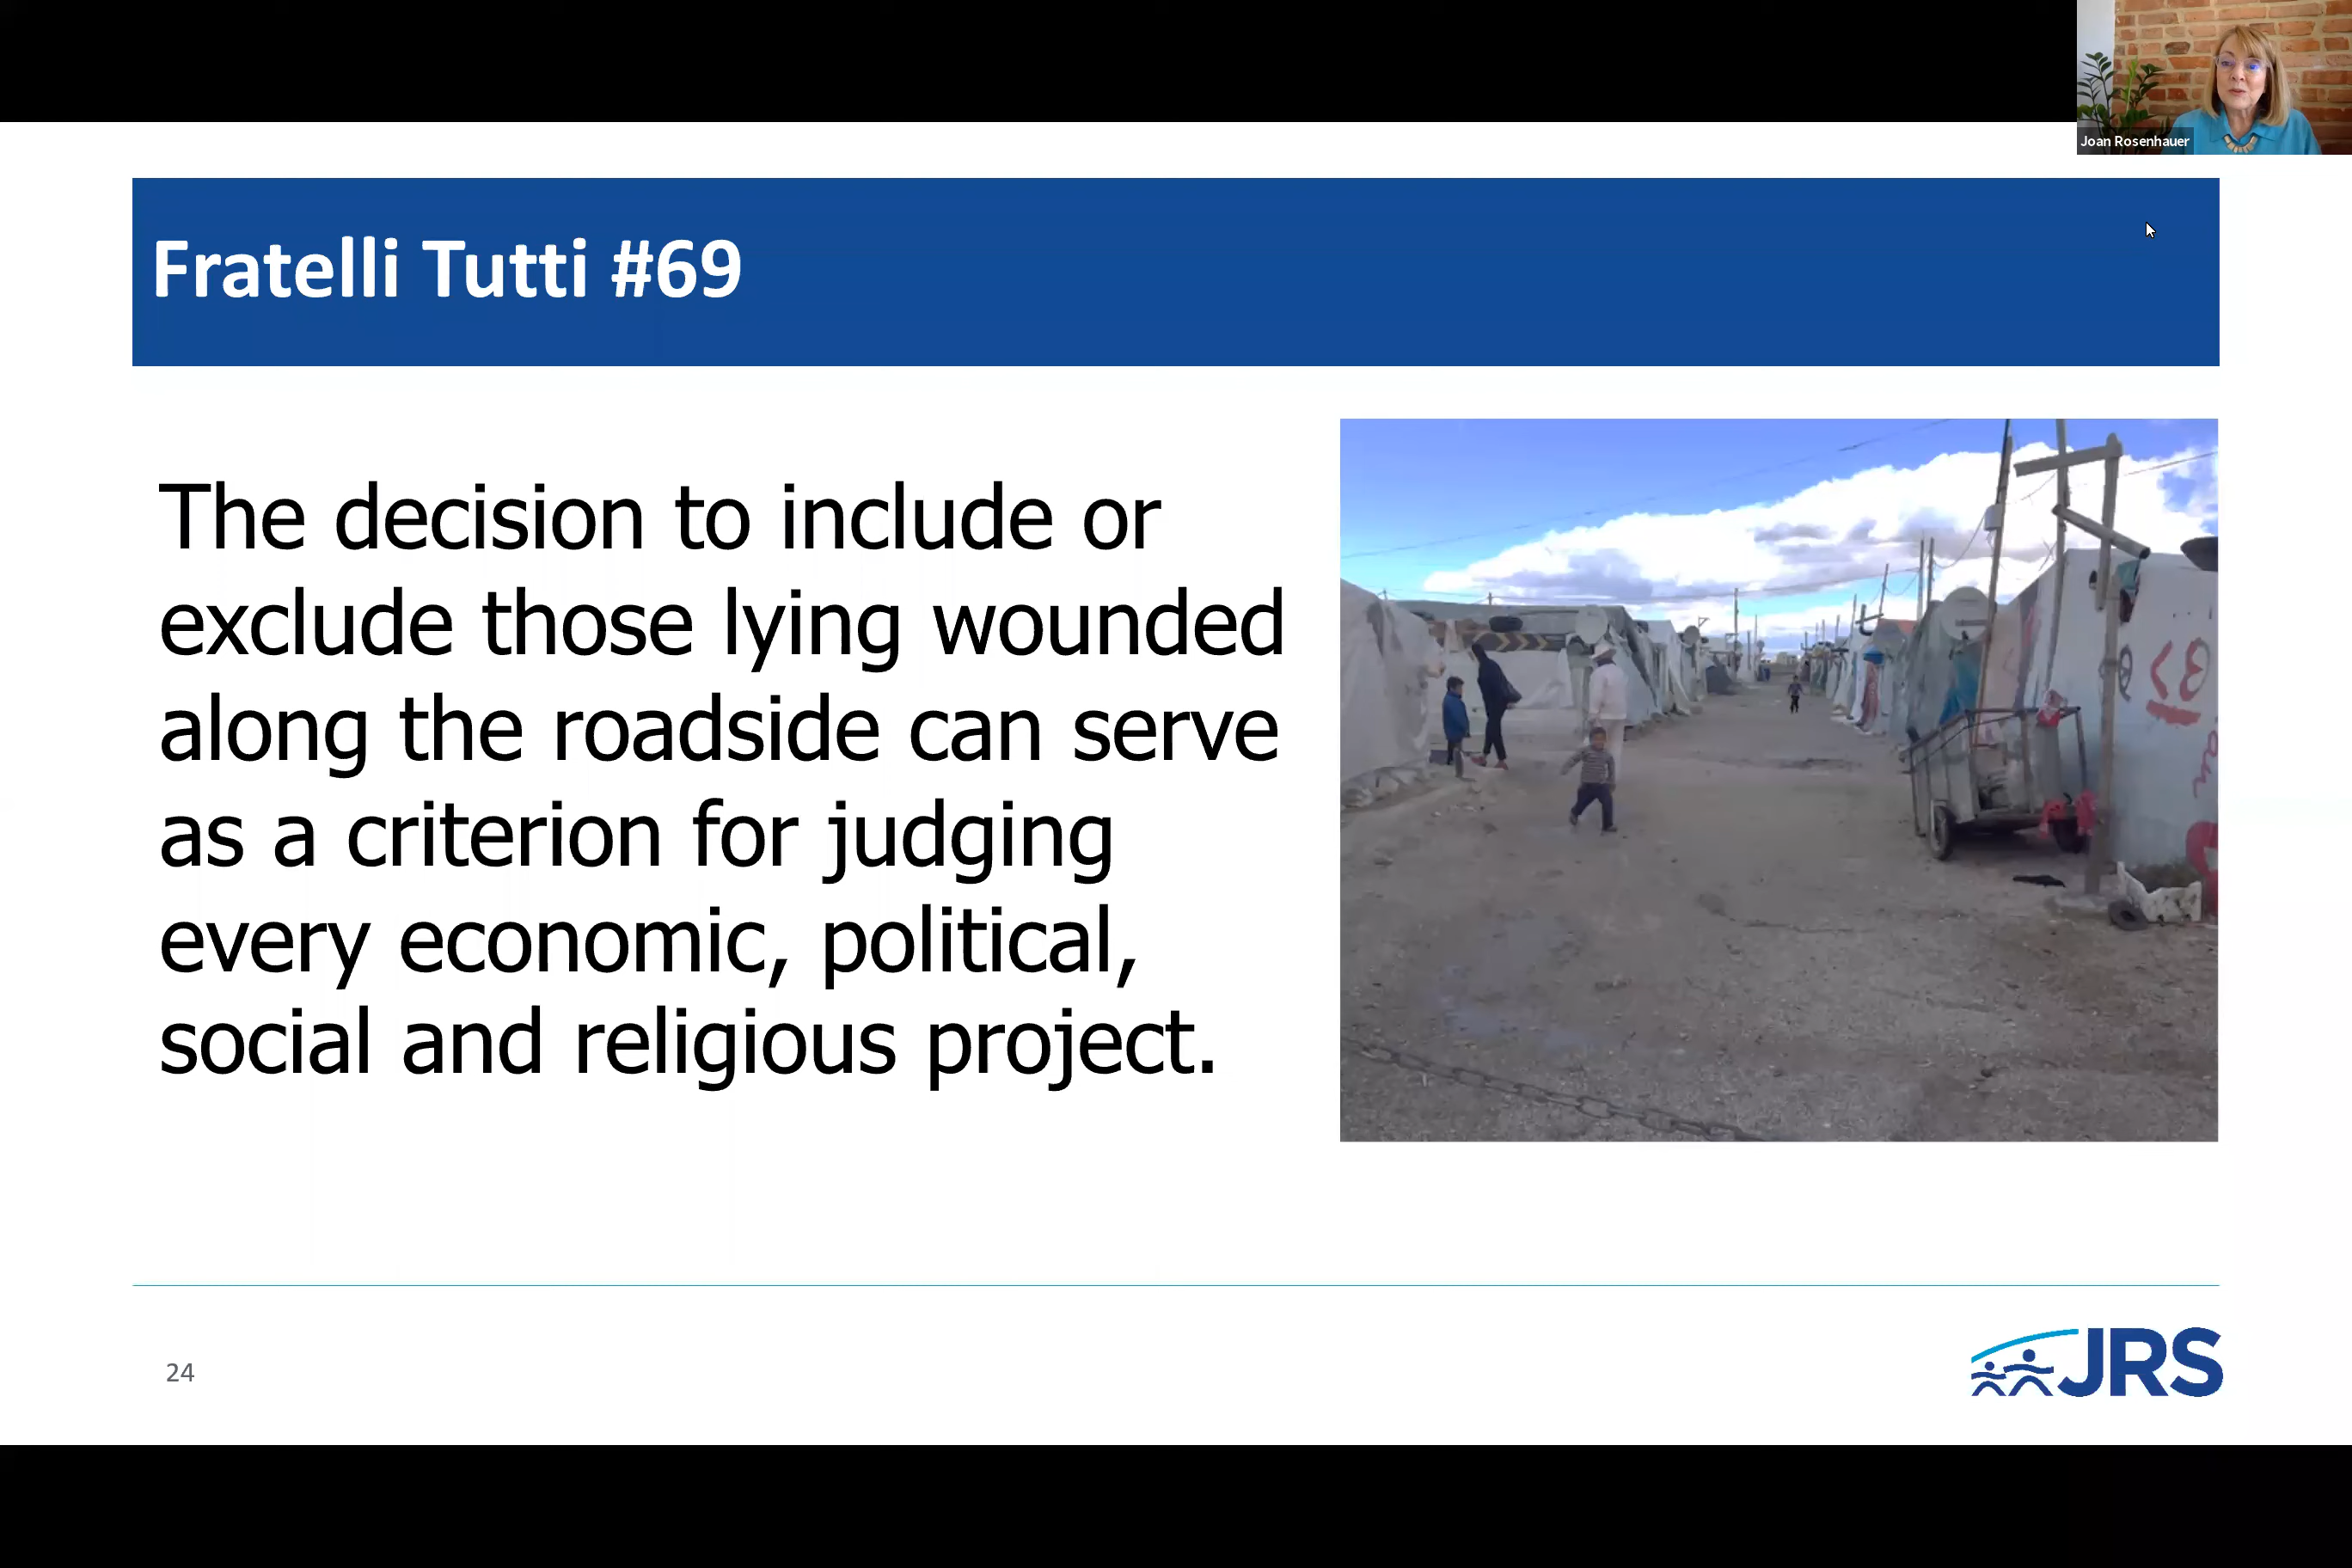 Joan Rosenhauer
Fratelli Tutti #69
The decision to include or
exclude those lying wounded
along the roadside can serve
as a criterion for judging
every economic, political,
social and religious project.
24
JRS